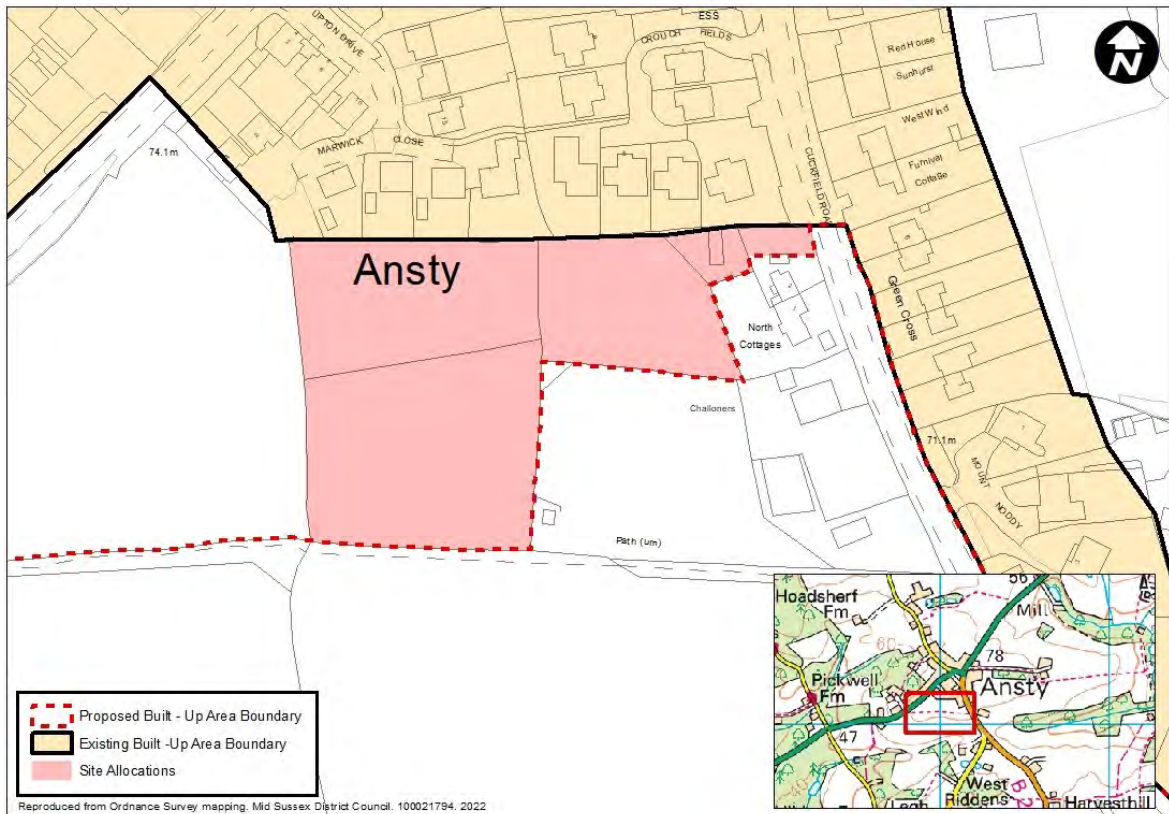 UPTON DRIVE
ESS
CROUCH FIELDS
N
Red House
Sunhurst
West Wind
Furnival
Cottage
CUCKFIELD ROAD
MARWICK CLOSE
74.1m
Ansty
Green Cross
North
Cottages
Challoners
71.1m
MOUNT
NODDY
Path (um)
Hoadsherf
Fm
Mill
60
78
Ansty
Pickwell
Fm
47
56
West
Riddens
B 2
Harvesthill
Proposed Built - Up Area Boundary
Existing Built -Up Area Boundary
Site Allocations
Reproduced from Ordnance Survey mapping. Mid Sussex District Council. 100021794. 2022